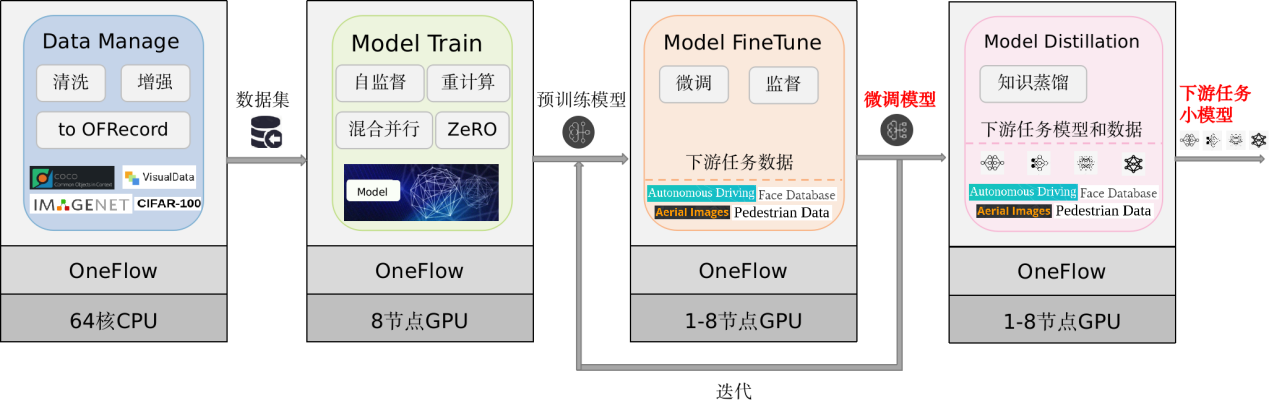 Data Manage
清洗
增强
to OFRecord
coco
Common Objects in Context
VisualData
IMAGENET
CIFAR-100
OneFlow
64核CPU
数据集
Model Train
自监督
重计算
混合并行
ZeRO
Model
OneFlow
8节点GPU
预训练模型
Model FineTune
微调
监督
下游任务数据
Autonomous Driving
Face Database
Aerial Images
Pedestrian Data
OneFlow
1-8节点GPU
微调模型
迭代
Model Distillation
知识蒸馏
下游任务模型和数据
Autonomous Driving
Face Database
Aerial Images
Pedestrian Data
OneFlow
1-8节点GPU
下游任务
小模型